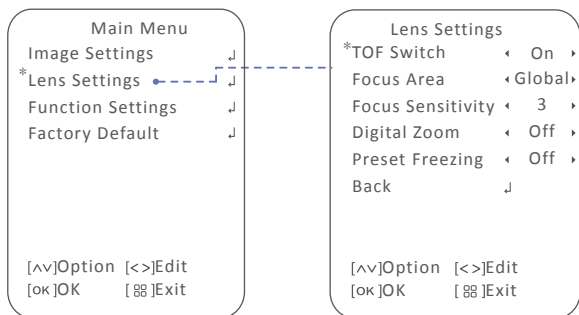 Main Menu
Image Settings ↲
*Lens Settings ↲
Function Settings ↲
Factory Default ↲
[∧∨]Option [<>]Edit
[OK]OK [⌘]Exit
Lens Settings
*TOF Switch ◂ On ▸
Focus Area ◂ Global ▸
Focus Sensitivity ◂ 3 ▸
Digital Zoom ◂ Off ▸
Preset Freezing ◂ Off ▸
Back ↲
[∧∨]Option [<>]Edit
[OK]OK [⌘]Exit